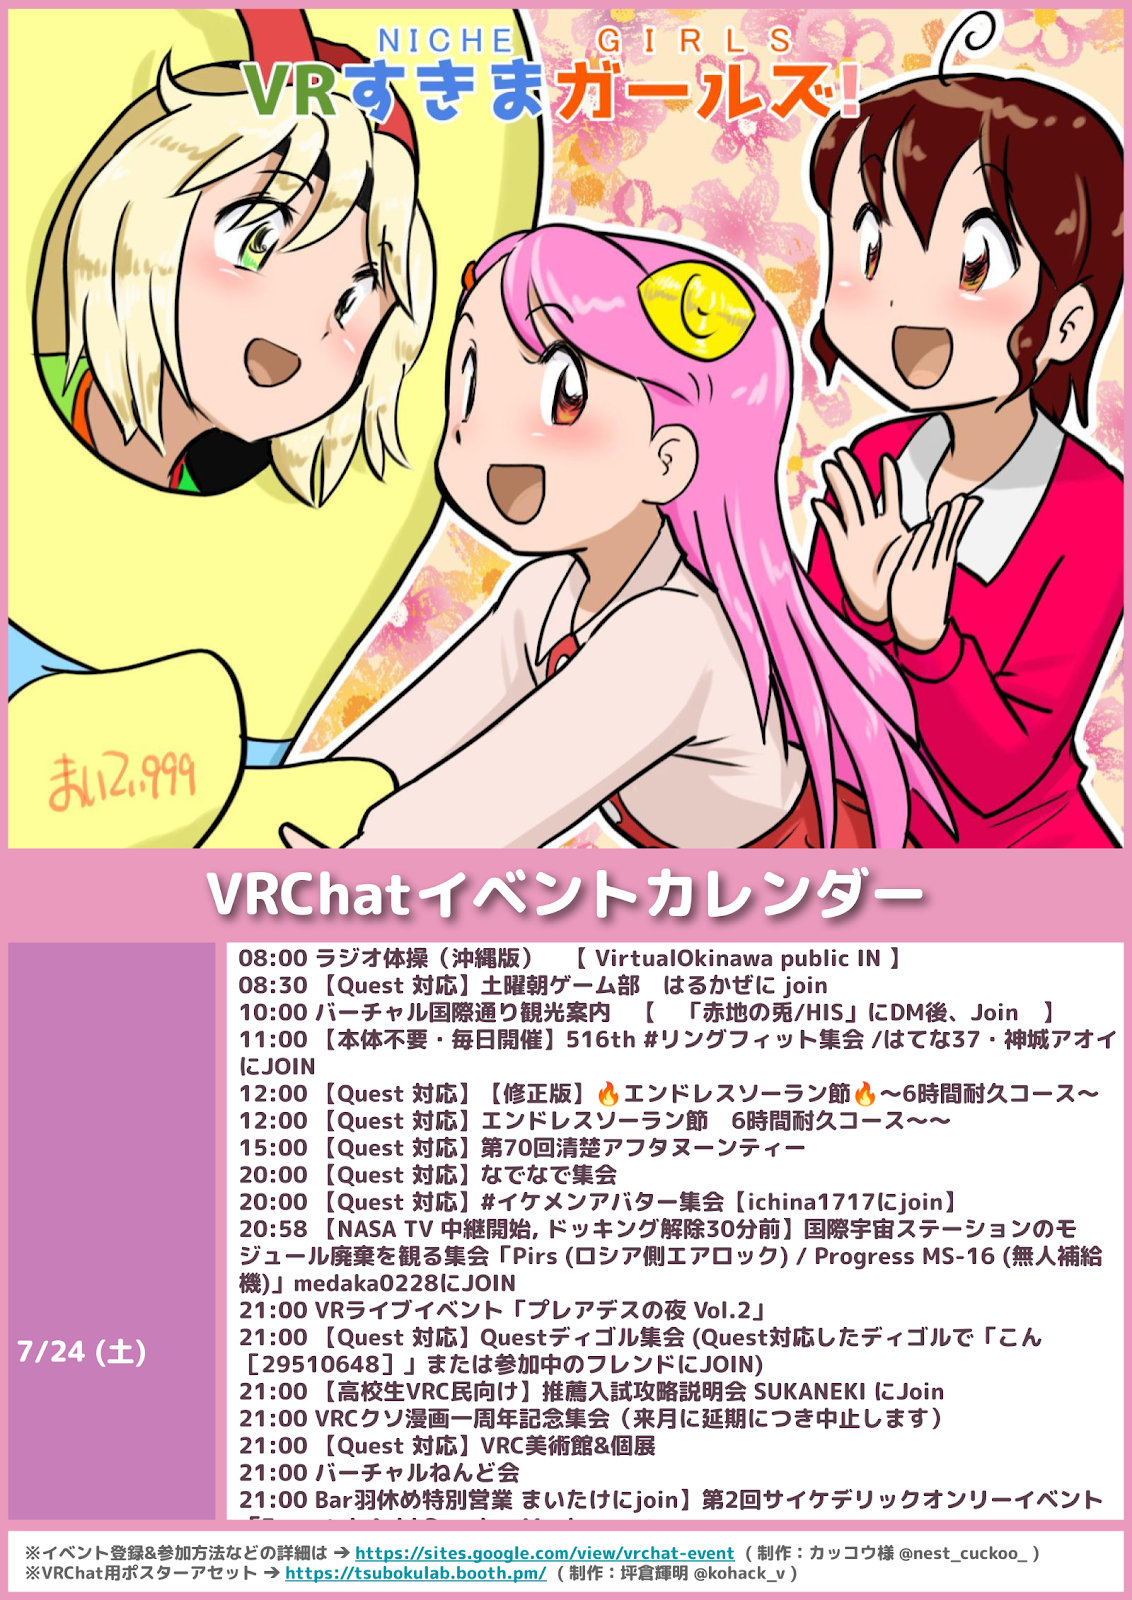 NICHE GIRLS
VRすきまガールズ!
まいてぃ999
VRChatイベントカレンダー
7/24 (土)
08:00 ラジオ体操（沖縄版）　【 VirtualOkinawa public IN 】
08:30 【Quest 対応】土曜朝ゲーム部　はるかぜに join
10:00 バーチャル国際通り観光案内　【　「赤地の兎/HIS」にDM後、Join　】
11:00 【本体不要・毎日開催】516th #リングフィット集会 /はてな37・神城アオイ
にJOIN
12:00 【Quest 対応】【修正版】🔥エンドレスソーラン節🔥～6時間耐久コース～
12:00 【Quest 対応】エンドレスソーラン節　6時間耐久コース～～
15:00 【Quest 対応】第70回清楚アフタヌーンティー
20:00 【Quest 対応】なでなで集会
20:00 【Quest 対応】#イケメンアバター集会【ichina1717にjoin】
20:58 【NASA TV 中継開始, ドッキング解除30分前】国際宇宙ステーションのモ
ジュール廃棄を観る集会「Pirs (ロシア側エアロック) / Progress MS-16 (無人補給
機)」medaka0228にJOIN
21:00 VRライブイベント「プレアデスの夜 Vol.2」
21:00 【Quest 対応】Questディゴル集会 (Quest対応したディゴルで「こん
［29510648］」または参加中のフレンドにJOIN)
21:00 【高校生VRC民向け】推薦入試攻略説明会 SUKANEKI にJoin
21:00 VRCクソ漫画一周年記念集会（来月に延期につき中止します）
21:00 【Quest 対応】VRC美術館&個展
21:00 バーチャルねんど会
21:00 Bar羽休め特別営業 まいたけにjoin】第2回サイケデリックオンリーイベント
※イベント登録&参加方法などの詳細は ➔ https://sites.google.com/view/vrchat-event ( 制作：カッコウ様 @nest_cuckoo_ )
※VRChat用ポスターアセット ➔ https://tsubokulab.booth.pm/ ( 制作：坪倉輝明 @kohack_v )